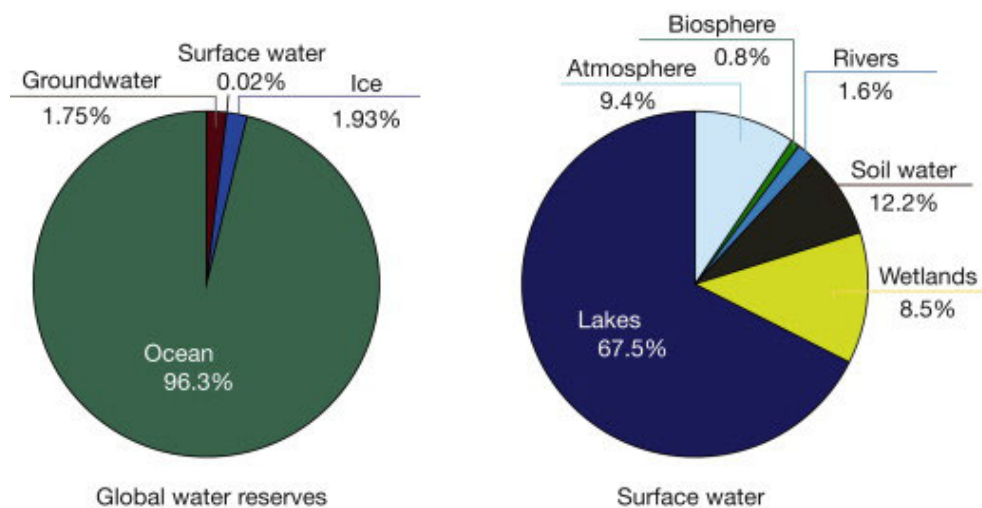 Groundwater
1.75%
Surface water
0.02%
Ice
1.93%
Ocean
96.3%
Global water reserves
Biosphere
0.8%
Atmosphere
9.4%
Rivers
1.6%
Soil water
12.2%
Wetlands
8.5%
Lakes
67.5%
Surface water